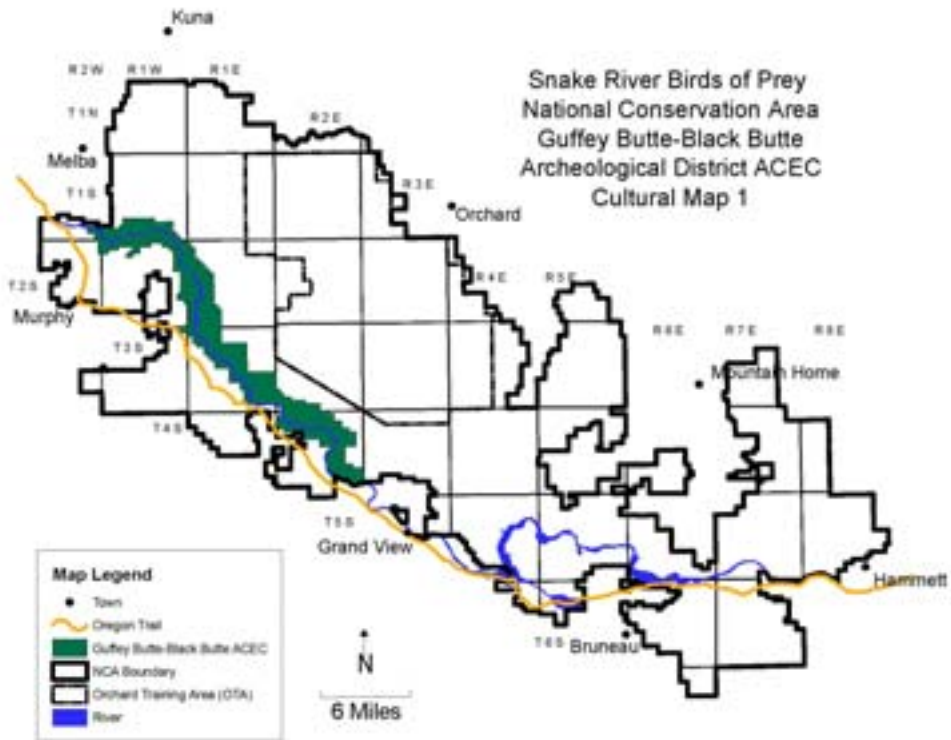 Kuna
R2W R1W R1E
Snake River Birds of Prey
National Conservation Area
Guffey Butte-Black Butte
Archeological District ACEC
Cultural Map 1
T1N
R2E
Melba
T1S
R3E
Orchard
R4E
R5E
T2S
Murphy
T3S
R6E R7E R8E
Mountain Home
T4S
T5S
Grand View
Hammett
T6S
Bruneau
Map Legend
Town
Oregon Trail
Guffey Butte-Black Butte ACEC
NCA Boundary
Orchard Training Area (OTA)
River
N
6 Miles